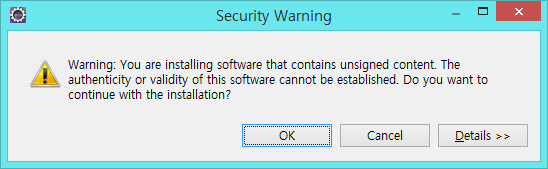 Security Warning
Warning: You are installing software that contains unsigned content. The
authenticity or validity of this software cannot be established. Do you want to
continue with the installation?
OK
Cancel
Details >>